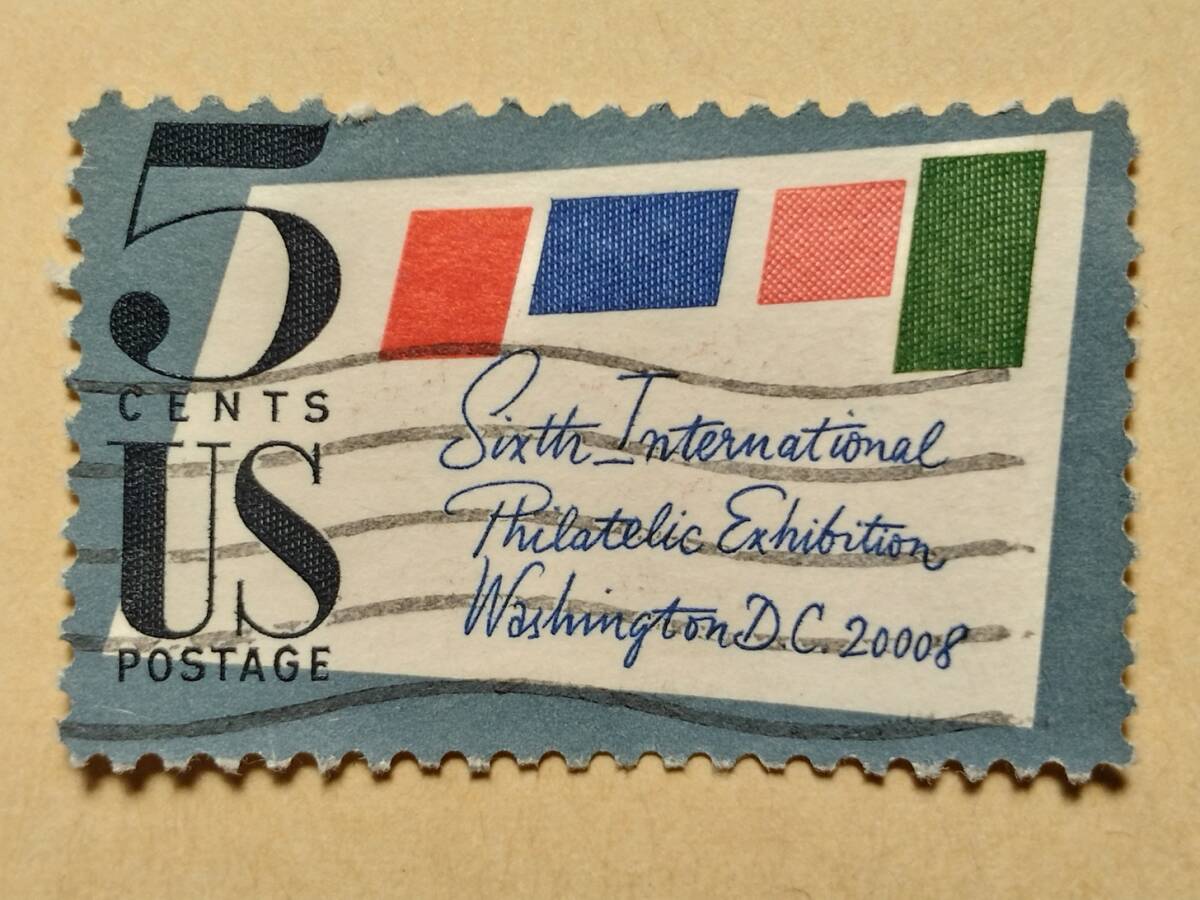 5
CENTS
US
POSTAGE
Sixth International
Philatelic Exhibition
Washington D.C. 20008